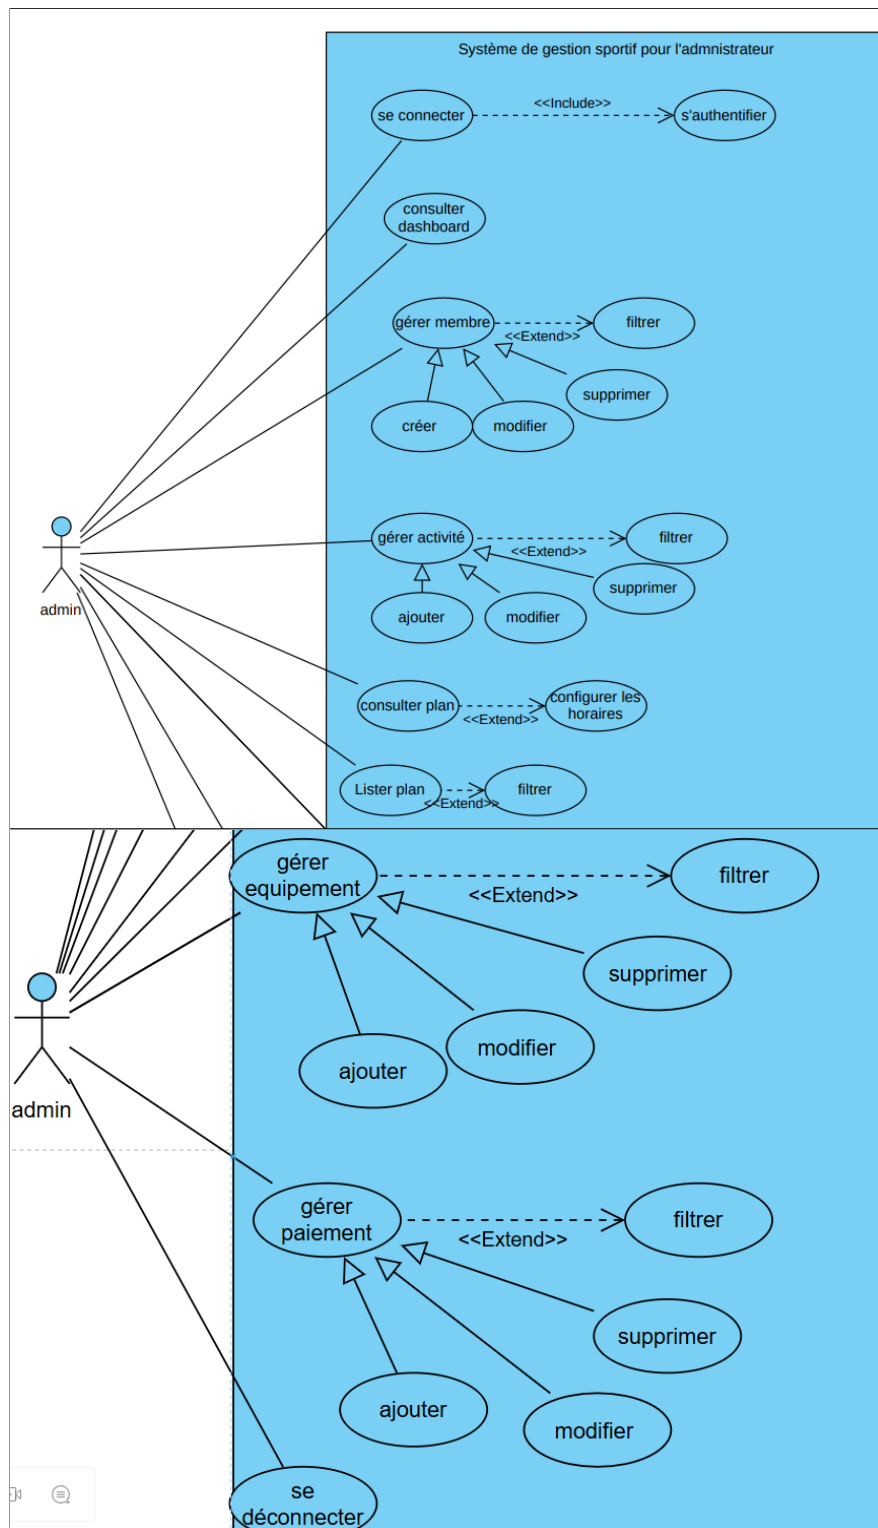 Système de gestion sportif pour l'admnistrateur
se connecter
<<Include>>
s'authentifier
consulter
dashboard
gérer membre
<<Extend>>
filtrer
supprimer
créer
modifier
admin
gérer activité
<<Extend>>
filtrer
supprimer
ajouter
modifier
consulter plan
<<Extend>>
configurer les
horaires
Lister plan
<<Extend>>
filtrer
gérer
equipement
<<Extend>>
filtrer
supprimer
modifier
ajouter
admin
gérer
paiement
<<Extend>>
filtrer
supprimer
ajouter
modifier
se
déconnecter